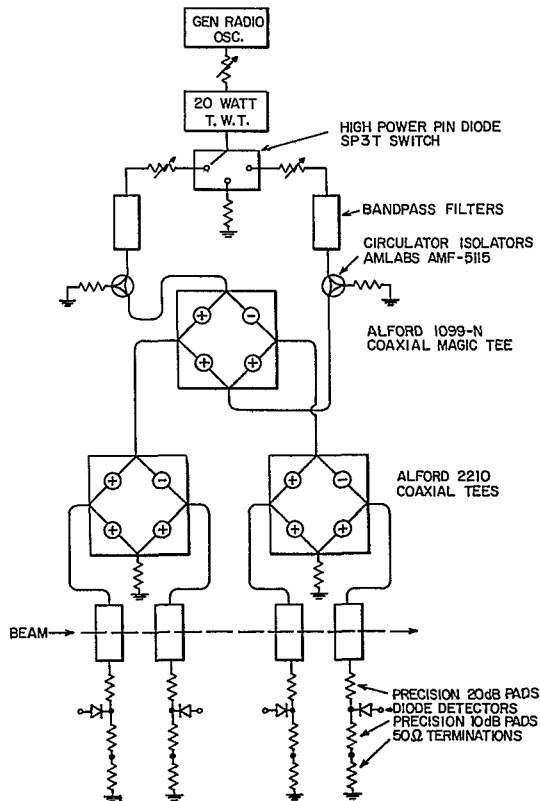 GEN RADIO
OSC.
20 WATT
T. W. T.
HIGH POWER PIN DIODE
SP3T SWITCH
BANDPASS FILTERS
CIRCULATOR ISOLATORS
AMLABS AMF-5115
ALFORD 1099-N
COAXIAL MAGIC TEE
+
-
+
+
ALFORD 2210
COAXIAL TEES
+
-
+
+
+
-
+
+
BEAM
PRECISION 20dB PADS
DIODE DETECTORS
PRECISION 10dB PADS
50Ω TERMINATIONS